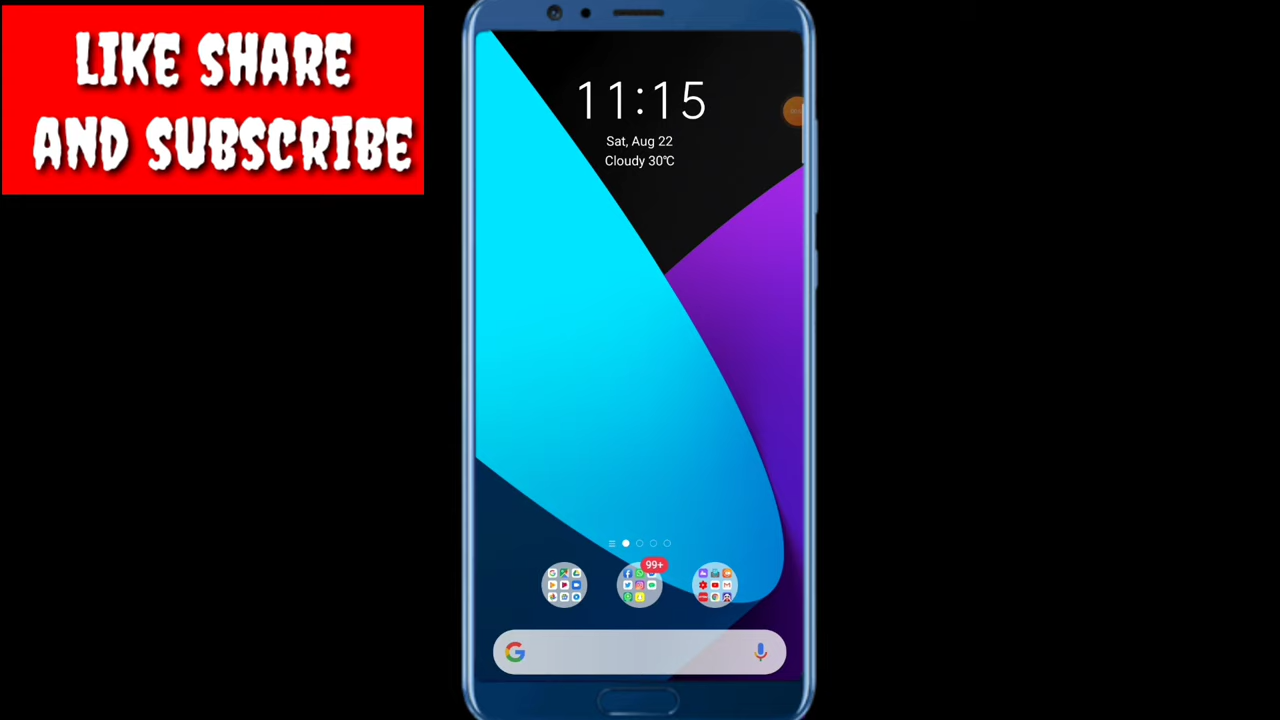 LIKE SHARE
AND SUBSCRIBE
11:15
Sat, Aug 22
Cloudy 30℃
99+